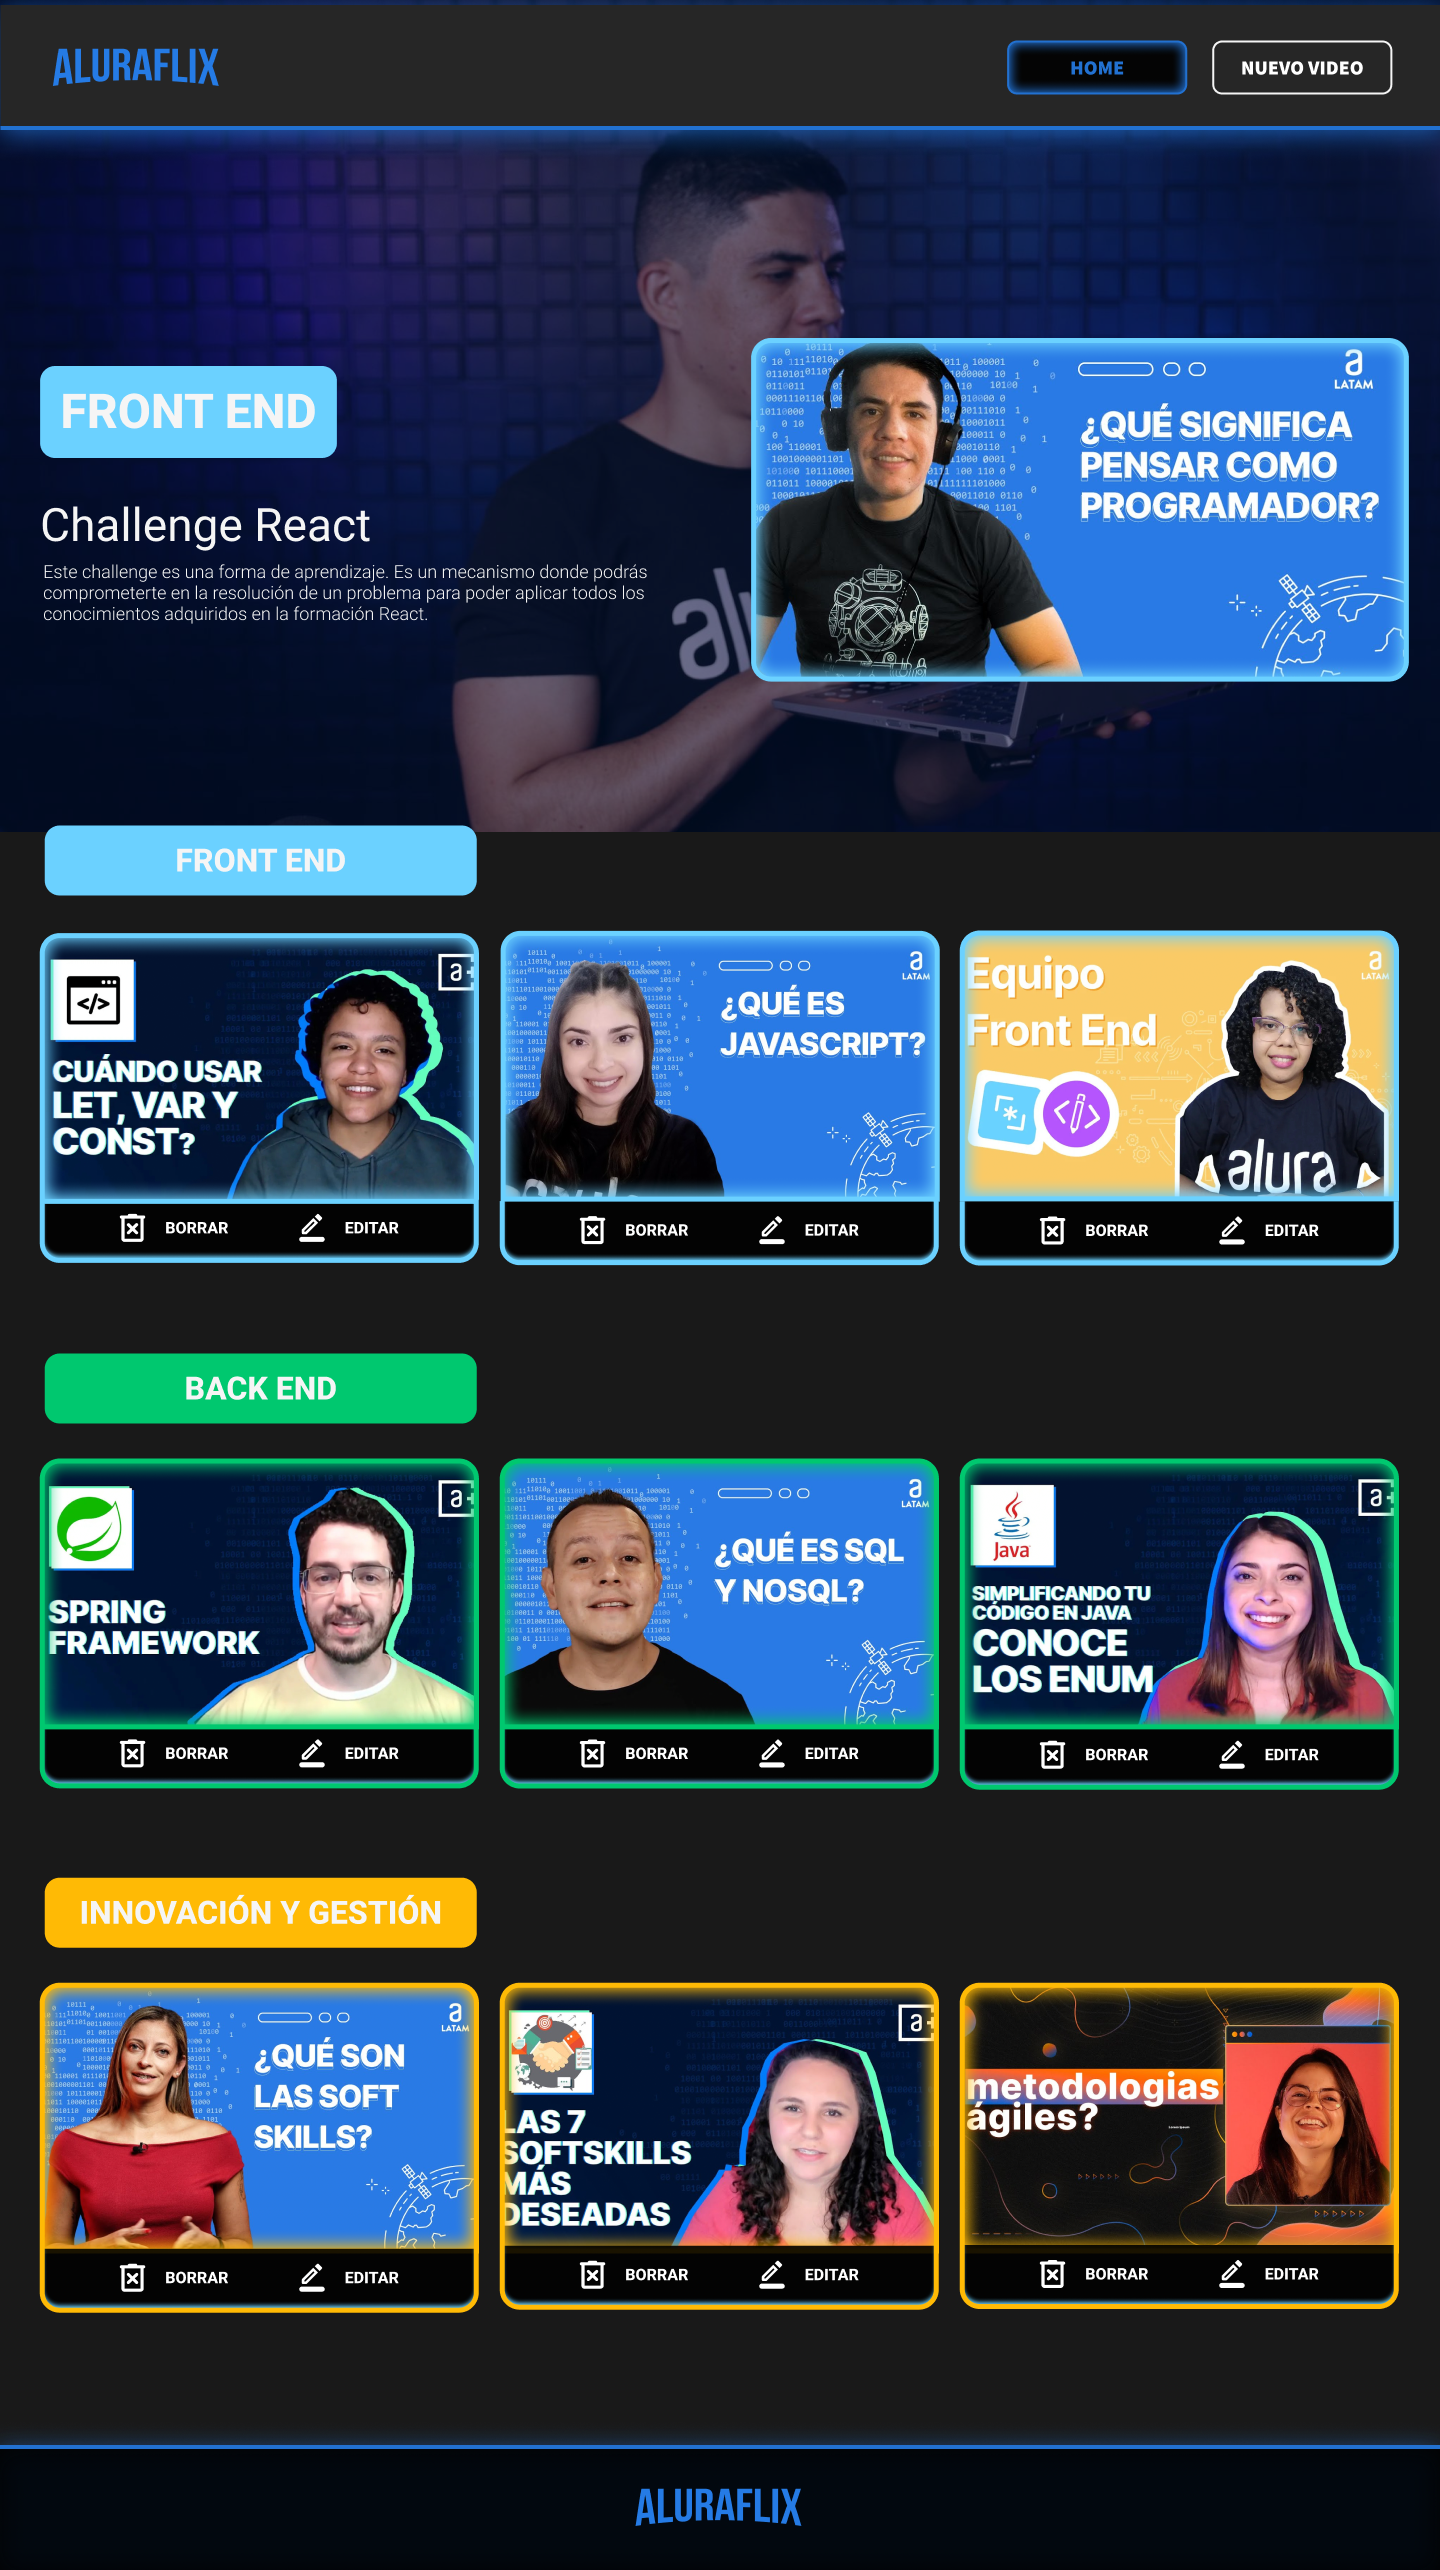 ALURAFLIX
HOME
NUEVO VIDEO
FRONT END
Challenge React
Este challenge es una forma de aprendizaje. Es un mecanismo donde podrás
comprometerte en la resolución de un problema para poder aplicar todos los
conocimientos adquiridos en la formación React.
a
LATAM
¿QUÉ SIGNIFICA
PENSAR COMO
PROGRAMADOR?
FRONT END
a+
</>
CUÁNDO USAR
LET, VAR Y
CONST?
BORRAR
EDITAR
a
LATAM
¿QUÉ ES
JAVASCRIPT?
BORRAR
EDITAR
a
LATAM
Equipo
Front End
alura
BORRAR
EDITAR
BACK END
a+
SPRING
FRAMEWORK
BORRAR
EDITAR
a
LATAM
¿QUÉ ES SQL
Y NOSQL?
BORRAR
EDITAR
a+
Java
SIMPLIFICANDO TU
CÓDIGO EN JAVA
CONOCE
LOS ENUM
BORRAR
EDITAR
INNOVACIÓN Y GESTIÓN
a
LATAM
¿QUÉ SON
LAS SOFT
SKILLS?
BORRAR
EDITAR
a+
LAS 7
SOFTSKILLS
MÁS
DESEADAS
BORRAR
EDITAR
metodologias
ágiles?
BORRAR
EDITAR
ALURAFLIX